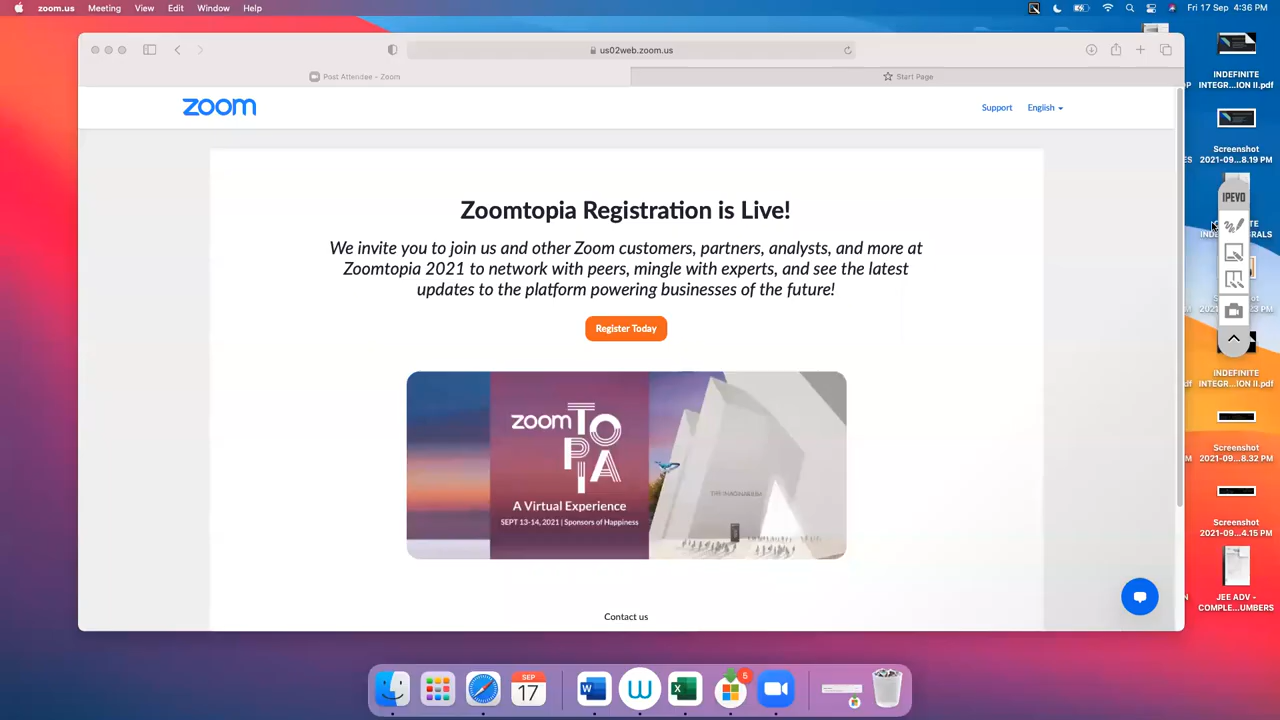 zoom.us Meeting View Edit Window Help Fri 17 Sep 4:36 PM
us02web.zoom.us
Post Attendee - Zoom Start Page
zoom Support English
Zoomtopia Registration is Live!
We invite you to join us and other Zoom customers, partners, analysts, and more at
Zoomtopia 2021 to network with peers, mingle with experts, and see the latest
updates to the platform powering businesses of the future!
Register Today
zoom TOPIA
A Virtual Experience
SEPT 13-14, 2021 | Sponsors of Happiness
Contact us
INDEFINITE
INTEGR...ION II.pdf
Screenshot
2021-09...8.19 PM
IPEVO
INDEFINITE
INTEGR...ION II.pdf
Screenshot
2021-09...8.32 PM
Screenshot
2021-09...4.15 PM
JEE ADV -
COMPLE...UMBERS
SEP
17
W
W
X
5